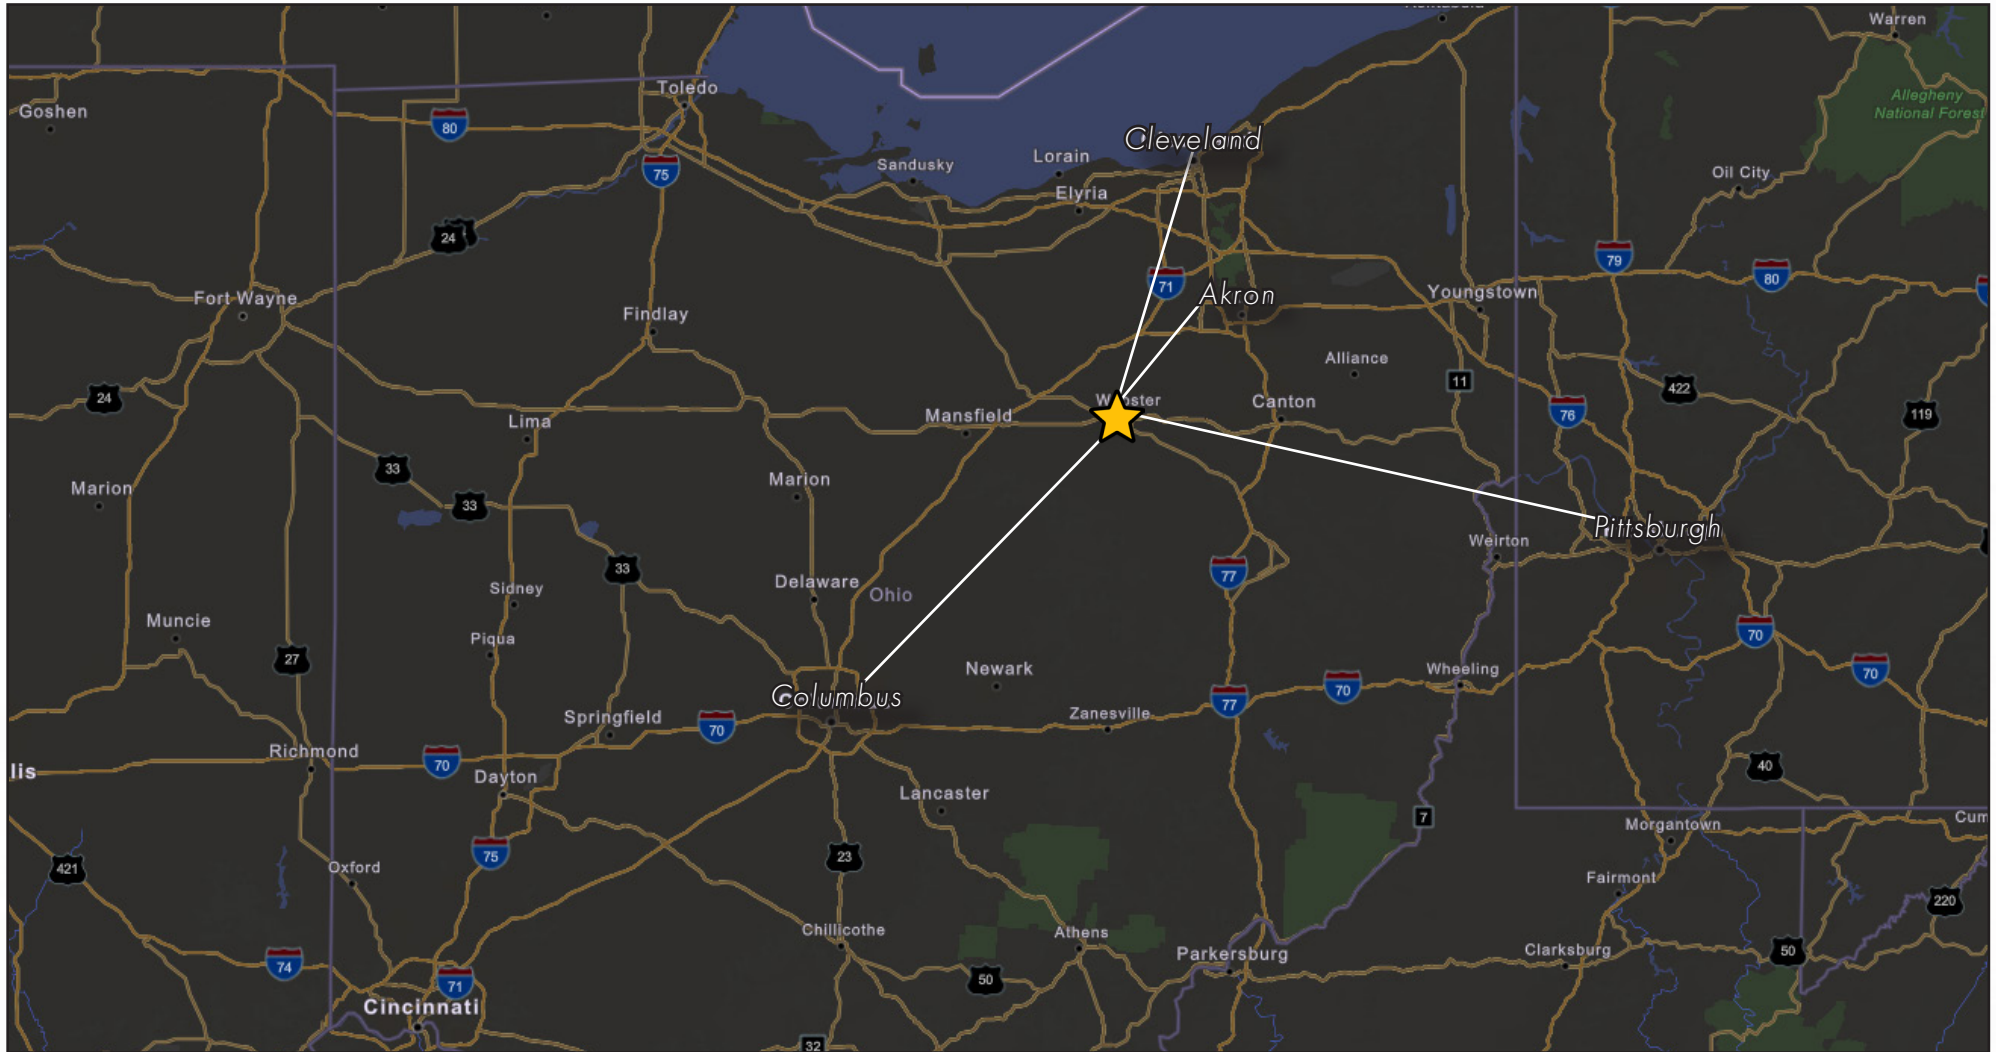 Warren
Toledo
Goshen
80
Allegheny
National Forest
Cleveland
75
Sandusky
Lorain
Elyria
Oil City
24
79
80
71
Akron
Youngstown
Fort Wayne
Findlay
Alliance
11
422
24
Mansfield
Canton
76
119
Lima
33
Marion
Marion
33
Pittsburgh
Weirton
33
77
Delaware
Ohio
Sidney
Muncie
Piqua
70
27
Newark
Wheeling
70
70
77
Columbus
Springfield
70
Zanesville
Richmond
70
lis
40
Dayton
Lancaster
7
Cum
Morgantown
75
23
421
Oxford
Fairmont
220
Chillicothe
Athens
Parkersburg
Clarksburg
50
74
50
71
Cincinnati
32